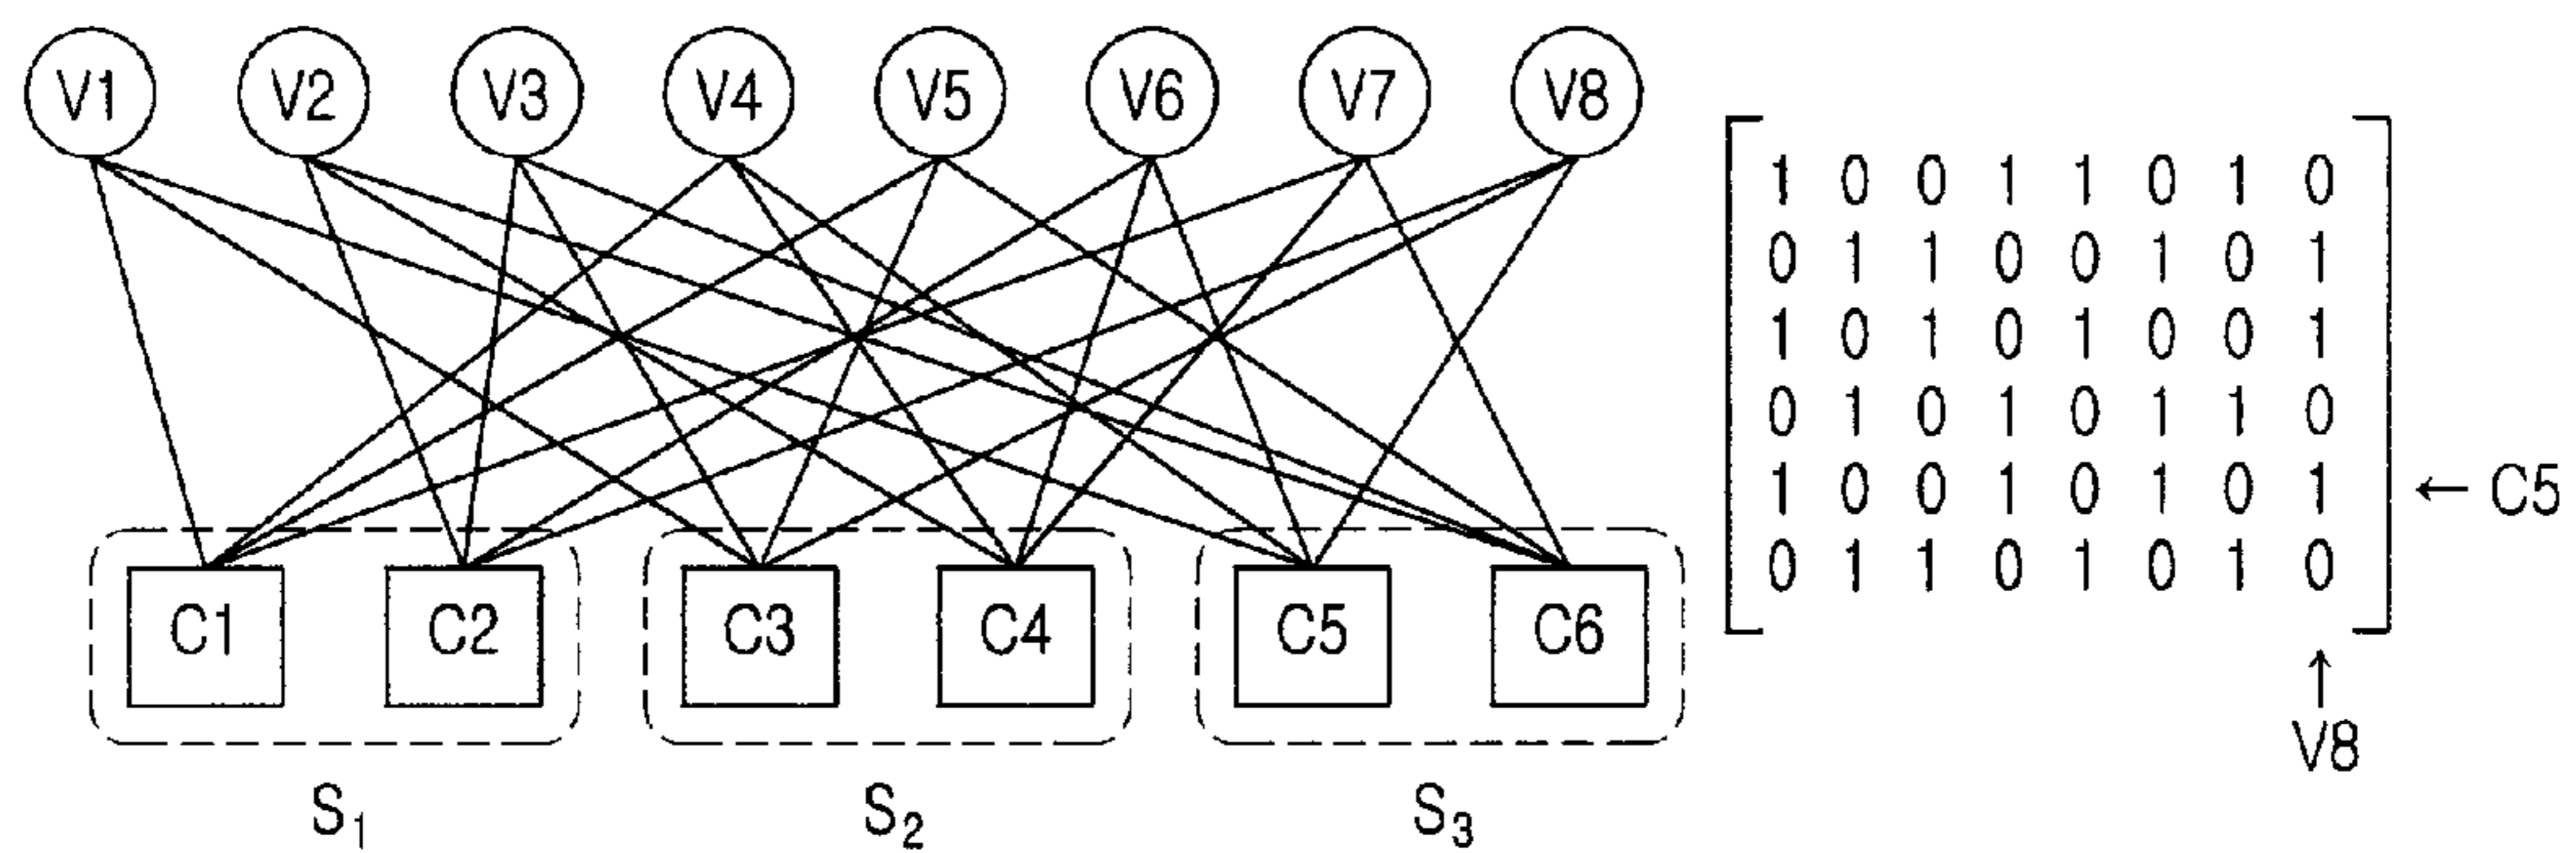 V1 V2 V3 V4 V5 V6 V7 V8
1 0 0 1 1 0 1 0
0 1 1 0 0 1 0 1
1 0 1 0 1 0 0 1
0 1 0 1 0 1 1 0
1 0 0 1 0 1 0 1 ← C5
0 1 1 0 1 0 1 0
↑
V8
C1 C2 C3 C4 C5 C6
S1 S2 S3